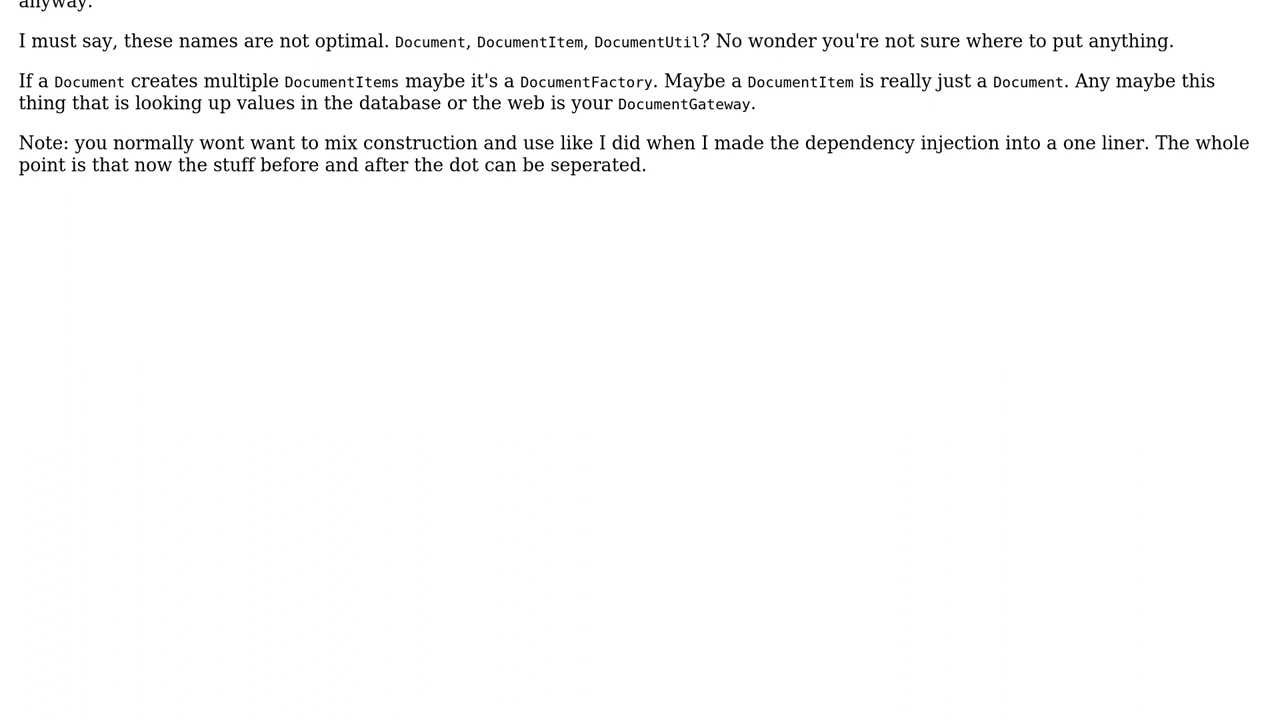 anyway.
I must say, these names are not optimal. Document, DocumentItem, DocumentUtil? No wonder you're not sure where to put anything.
If a Document creates multiple DocumentItems maybe it's a DocumentFactory. Maybe a DocumentItem is really just a Document. Any maybe this
thing that is looking up values in the database or the web is your DocumentGateway.
Note: you normally wont want to mix construction and use like I did when I made the dependency injection into a one liner. The whole
point is that now the stuff before and after the dot can be seperated.